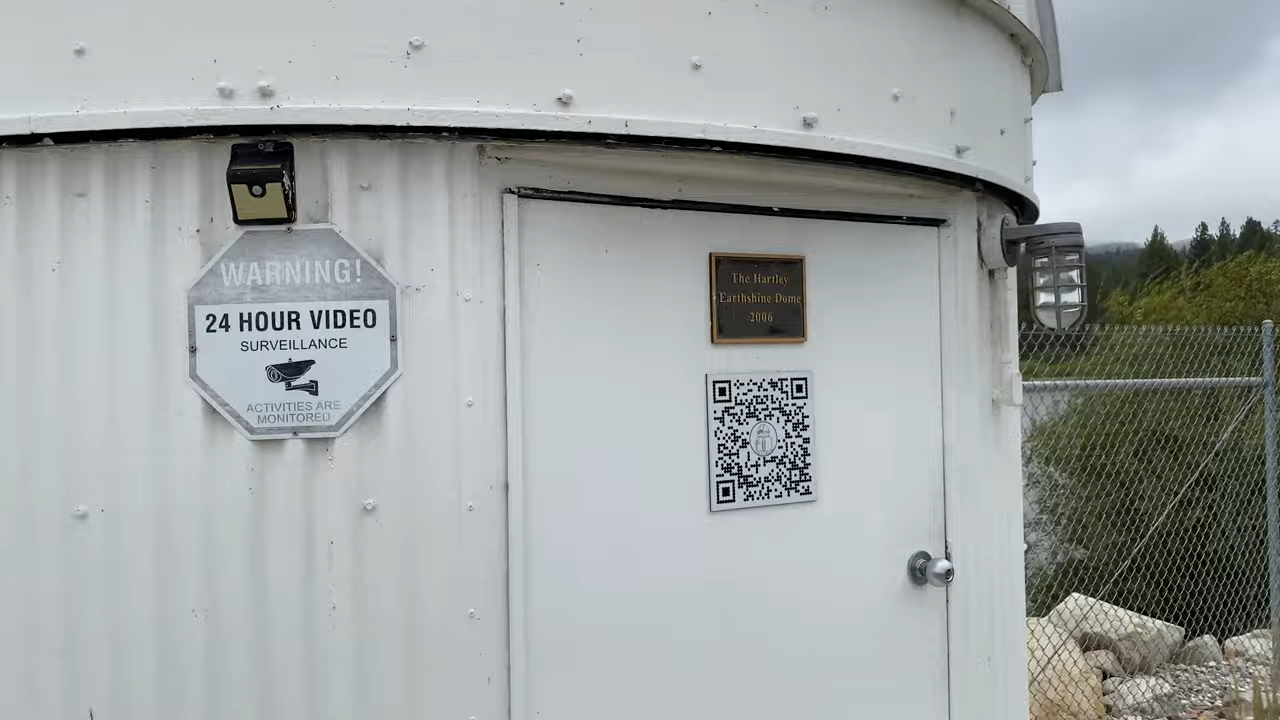 WARNING!
24 HOUR VIDEO
SURVEILLANCE
ACTIVITIES ARE
MONITORED
The Hartley
Earthshine Dome
2006